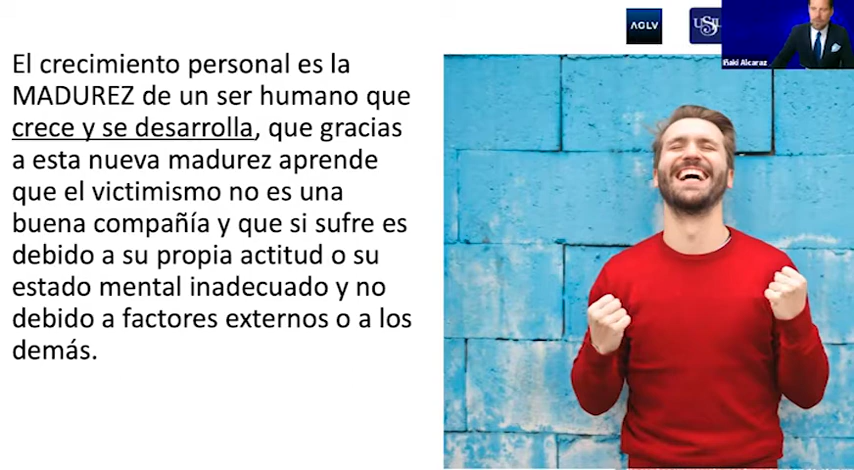 AGLV
USIL
Iñaki Alcaraz
El crecimiento personal es la
MADUREZ de un ser humano que
crece y se desarrolla, que gracias
a esta nueva madurez aprende
que el victimismo no es una
buena compañía y que si sufre es
debido a su propia actitud o su
estado mental inadecuado y no
debido a factores externos o a los
demás.